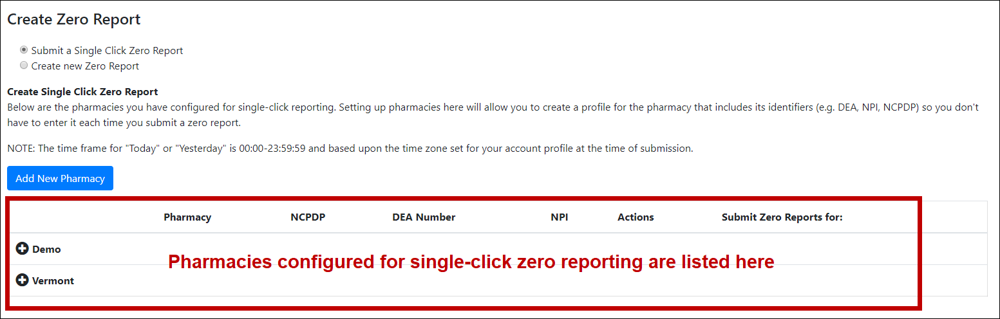 Create Zero Report
Submit a Single Click Zero Report
Create new Zero Report
Create Single Click Zero Report
Below are the pharmacies you have configured for single-click reporting. Setting up pharmacies here will allow you to create a profile for the pharmacy that includes its identifiers (e.g. DEA, NPI, NCPDP) so you don't
have to enter it each time you submit a zero report.
NOTE: The time frame for "Today" or "Yesterday" is 00:00-23:59:59 and based upon the time zone set for your account profile at the time of submission.
Add New Pharmacy
Pharmacy NCPDP DEA Number NPI Actions Submit Zero Reports for:
Demo
Pharmacies configured for single-click zero reporting are listed here
Vermont